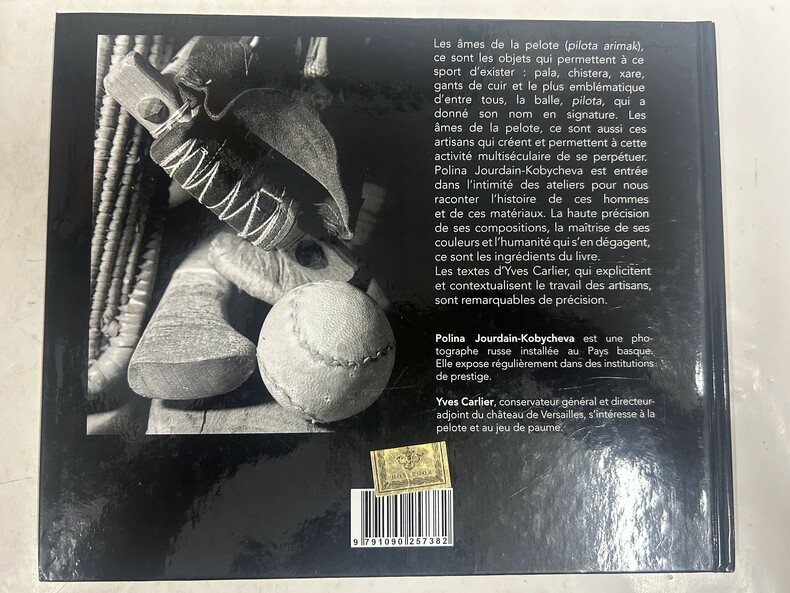 Les âmes de la pelote (pilota arimak),
ce sont les objets qui permettent à ce
sport d'exister : pala, chistera, xare,
gants de cuir et le plus emblématique
d'entre tous, la balle, pilota, qui a
donné son nom en signature. Les
âmes de la pelote, ce sont aussi ces
artisans qui créent et permettent à cette
activité multiséculaire de se perpétuer.
Polina Jourdain-Kobycheva est entrée
dans l'intimité des ateliers pour nous
raconter l'histoire de ces hommes
et de ces matériaux. La haute précision
de ses compositions, la maîtrise de ses
couleurs et l'humanité qui s'en dégagent,
ce sont les ingrédients du livre.
Les textes d'Yves Carlier, qui explicitent
et contextualisent le travail des artisans,
sont remarquables de précision.
Polina Jourdain-Kobycheva est une pho-
tographe russe installée au Pays basque.
Elle expose régulièrement dans des institutions
de prestige.
Yves Carlier, conservateur général et directeur-
adjoint du château de Versailles, s'intéresse à la
pelote et au jeu de paume.
9 791090 257382